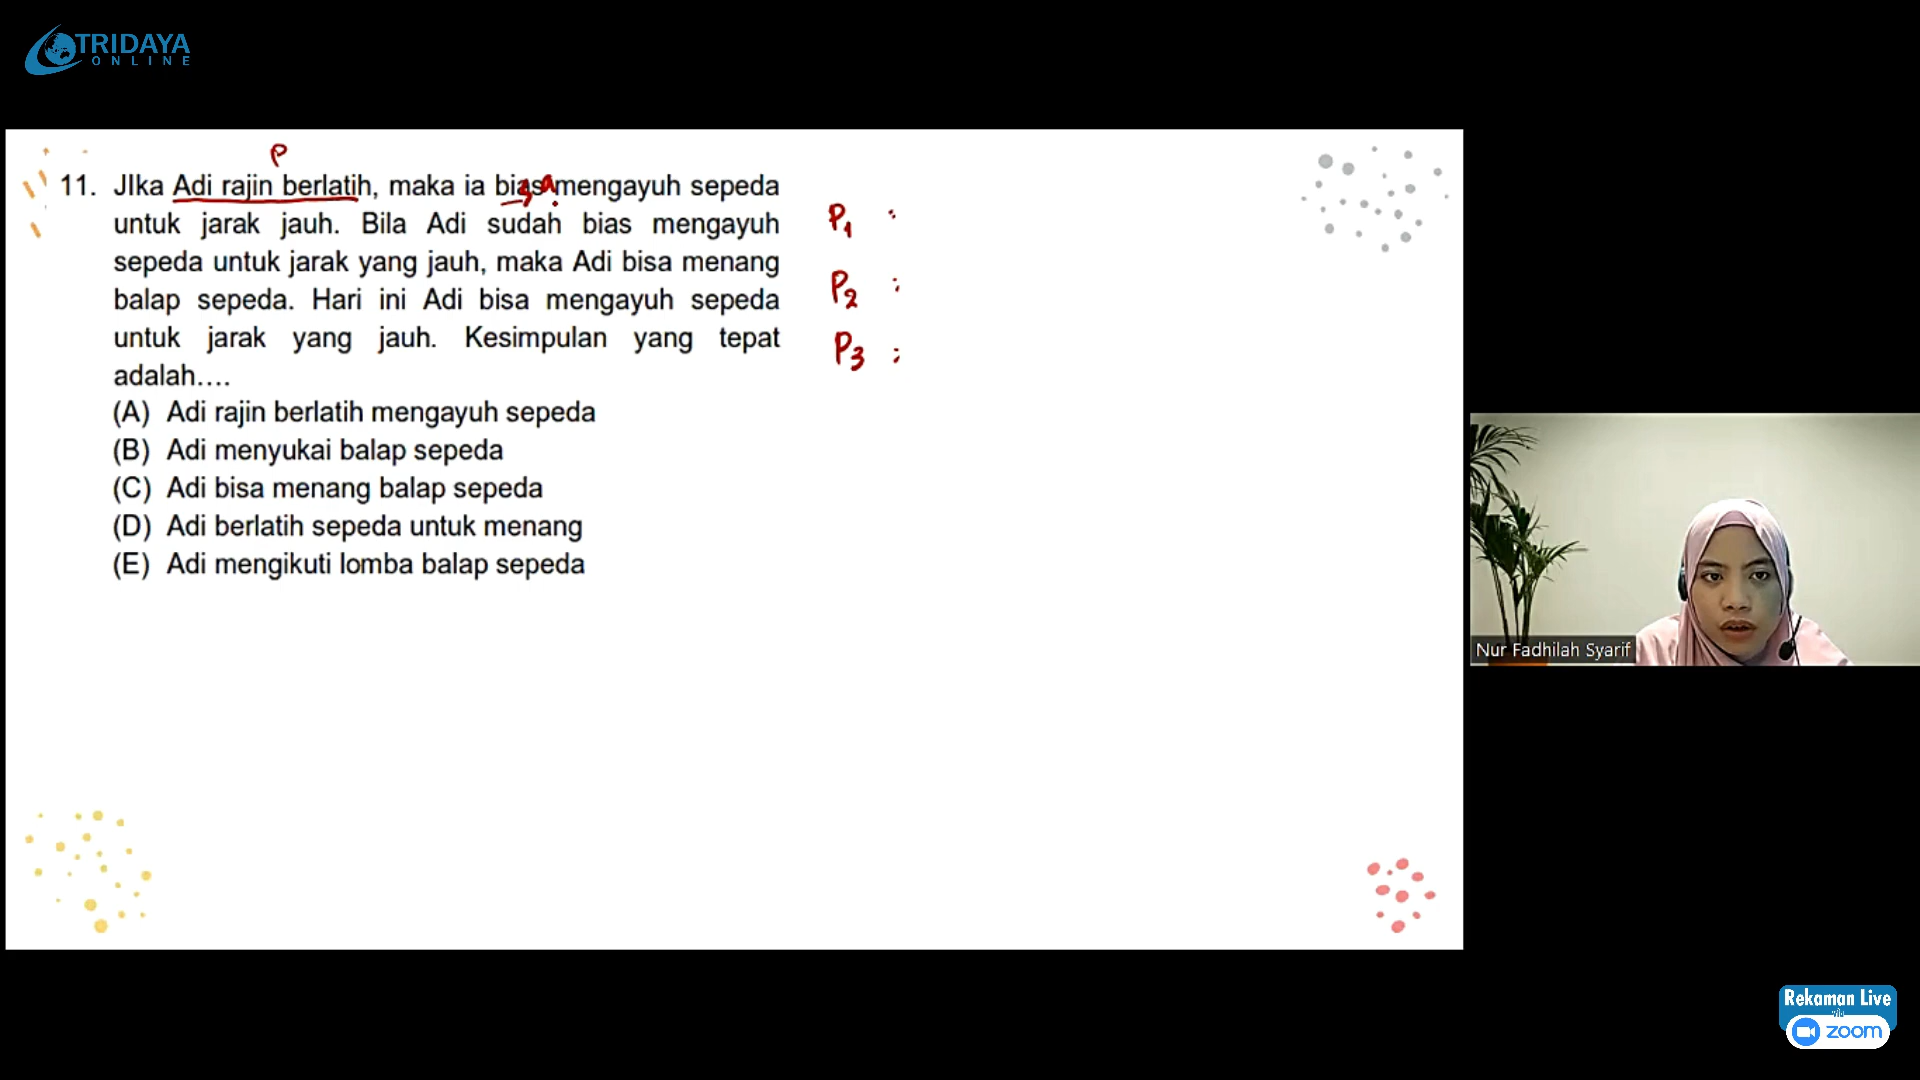 TRIDAYA
ONLINE
P
11. JIka Adi rajin berlatih, maka ia bias mengayuh sepeda
sa
untuk jarak jauh. Bila Adi sudah bias mengayuh
sepeda untuk jarak yang jauh, maka Adi bisa menang
balap sepeda. Hari ini Adi bisa mengayuh sepeda
untuk jarak yang jauh. Kesimpulan yang tepat
adalah....
(A) Adi rajin berlatih mengayuh sepeda
(B) Adi menyukai balap sepeda
(C) Adi bisa menang balap sepeda
(D) Adi berlatih sepeda untuk menang
(E) Adi mengikuti lomba balap sepeda
P1 :
P2 :
P3 :
Nur Fadhilah Syarif
Rekaman Live
via
zoom